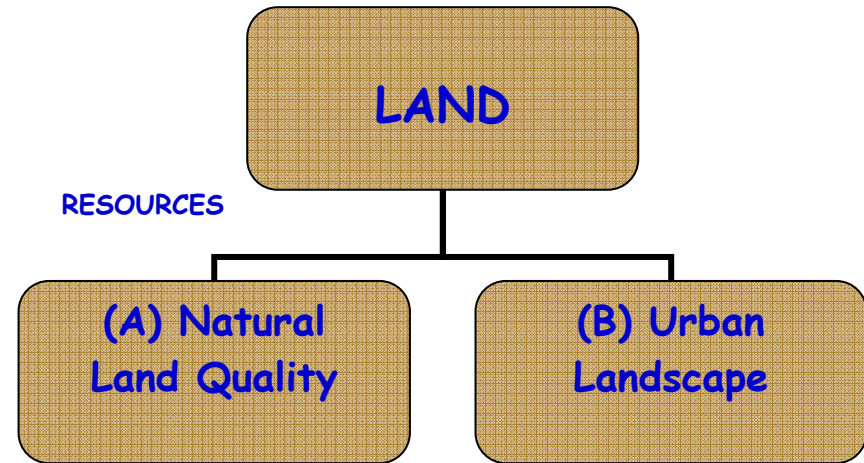 LAND
RESOURCES
(A) Natural
Land Quality
(B) Urban
Landscape